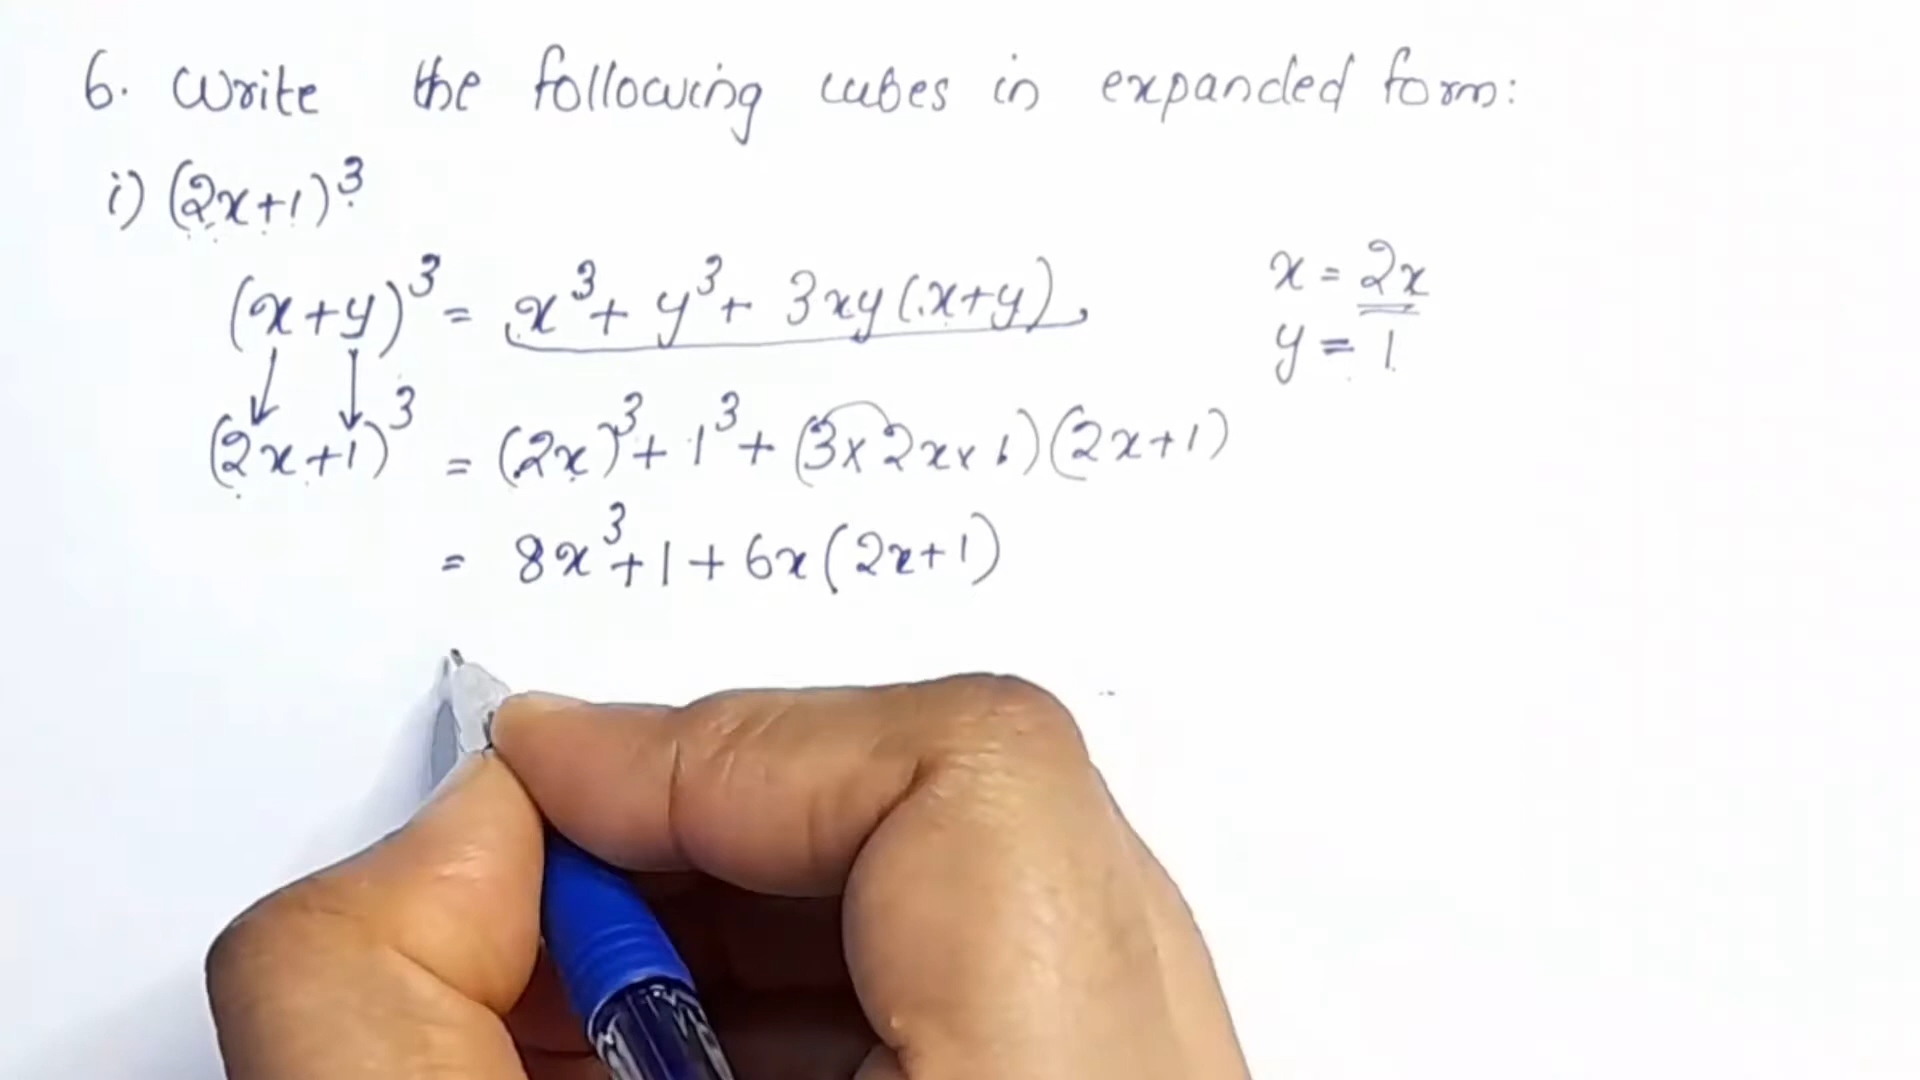 6. Write the following cubes in expanded form:
i) (2x+1)³
(x+y)³ = x³ + y³ + 3xy(x+y),
x = 2x
y = 1
(2x+1)³ = (2x)³ + 1³ + (3×2x×1)(2x+1)
= 8x³ + 1 + 6x(2x+1)